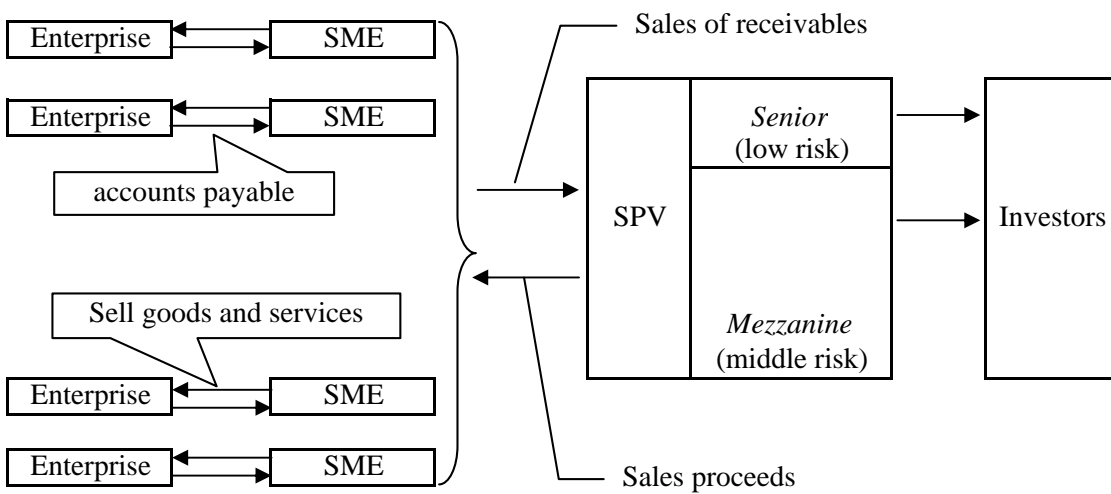 Sales of receivables
Enterprise
SME
Enterprise
SME
accounts payable
Sell goods and services
Enterprise
SME
Enterprise
SME
SPV
Senior
(low risk)
Mezzanine
(middle risk)
Investors
Sales proceeds